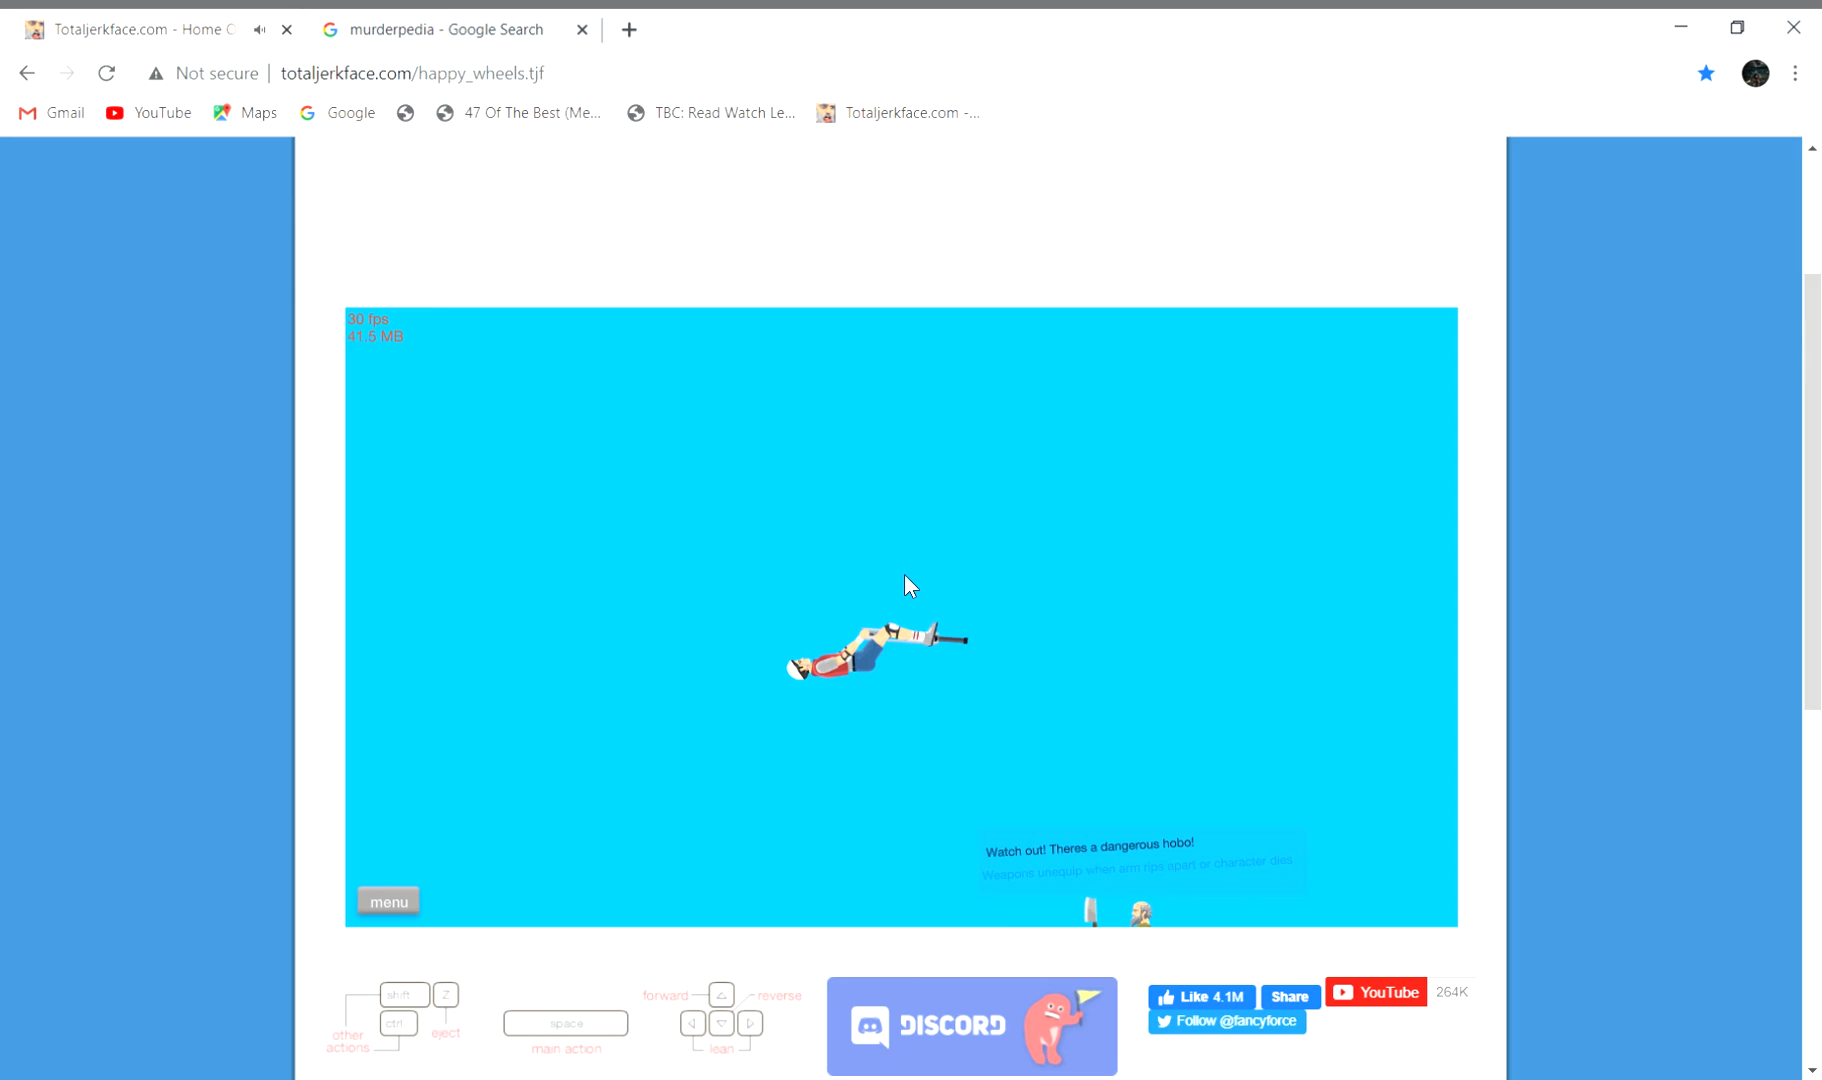 Totaljerkface.com - Home O
murderpedia - Google Search
Not secure
totaljerkface.com/happy_wheels.tjf
Gmail
YouTube
Maps
Google
47 Of The Best (Me...
TBC: Read Watch Le...
Totaljerkface.com -...
30 fps
41.5 MB
Watch out! Theres a dangerous hobo!
Weapons unequip when arm rips apart or character dies
menu
shift
Z
ctrl
eject
other
actions
space
main action
forward
reverse
lean
DISCORD
Like 4.1M
Share
YouTube
264K
Follow @fancyforce